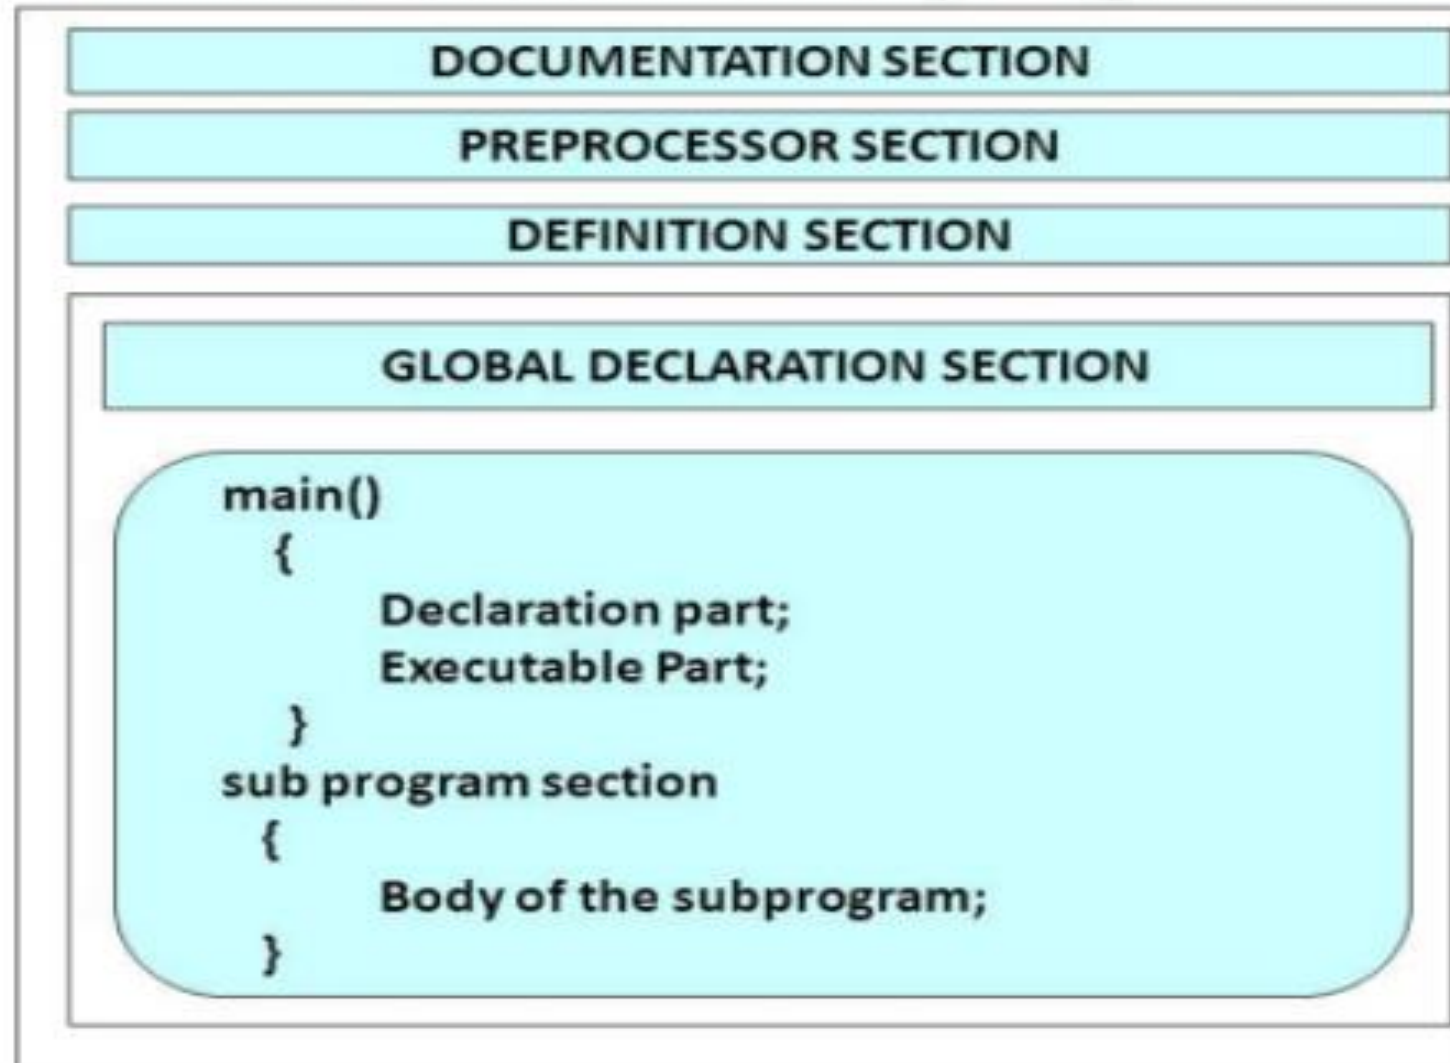 DOCUMENTATION SECTION
PREPROCESSOR SECTION
DEFINITION SECTION
GLOBAL DECLARATION SECTION
main()
{
Declaration part;
Executable Part;
}
sub program section
{
Body of the subprogram;
}